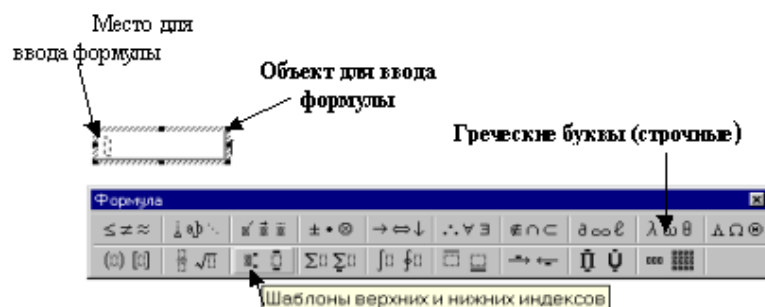 Место для
ввода формулы
Объект для ввода
формулы
Греческие буквы (строчные)
Формула
≤ ≠ ≈ ± • ⊗ → ⇔ ↓ ∴ ∀ ∃ ∉ ∩ ⊂ ∂ ∞ ℓ λ ω θ Λ Ω ⊛
Шаблоны верхних и нижних индексов